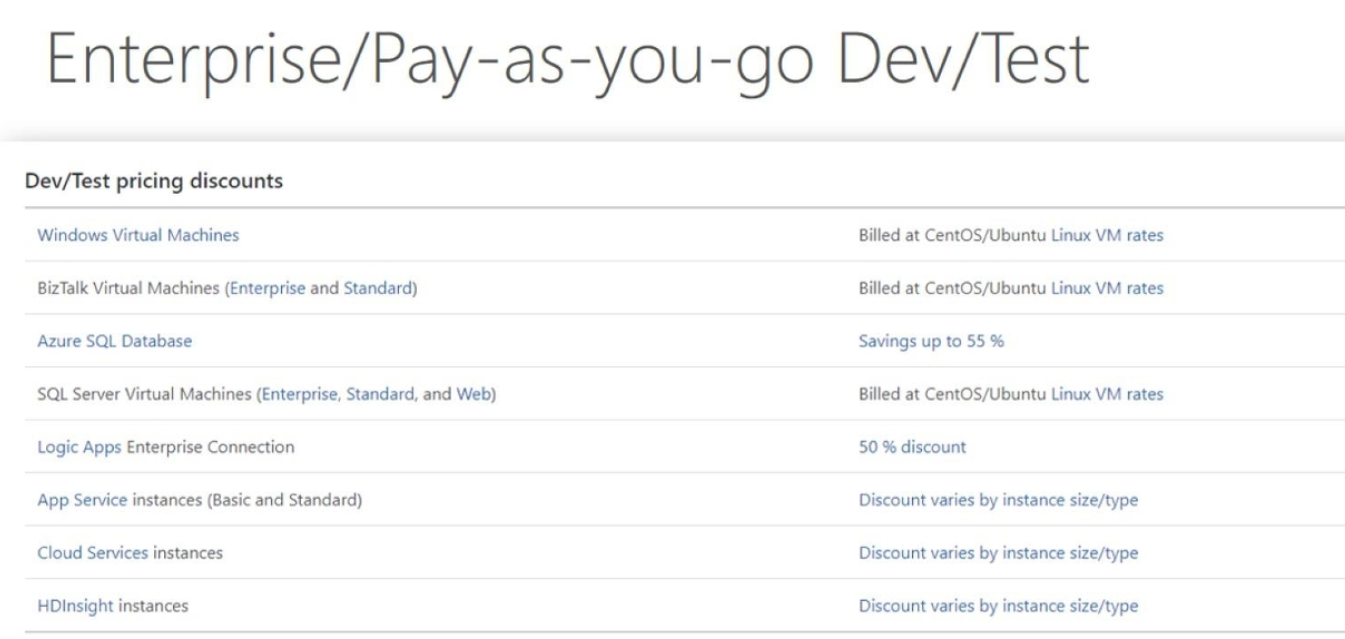 Enterprise/Pay-as-you-go Dev/Test
Dev/Test pricing discounts
Windows Virtual Machines Billed at CentOS/Ubuntu Linux VM rates
BizTalk Virtual Machines (Enterprise and Standard) Billed at CentOS/Ubuntu Linux VM rates
Azure SQL Database Savings up to 55 %
SQL Server Virtual Machines (Enterprise, Standard, and Web) Billed at CentOS/Ubuntu Linux VM rates
Logic Apps Enterprise Connection 50 % discount
App Service instances (Basic and Standard) Discount varies by instance size/type
Cloud Services instances Discount varies by instance size/type
HDInsight instances Discount varies by instance size/type